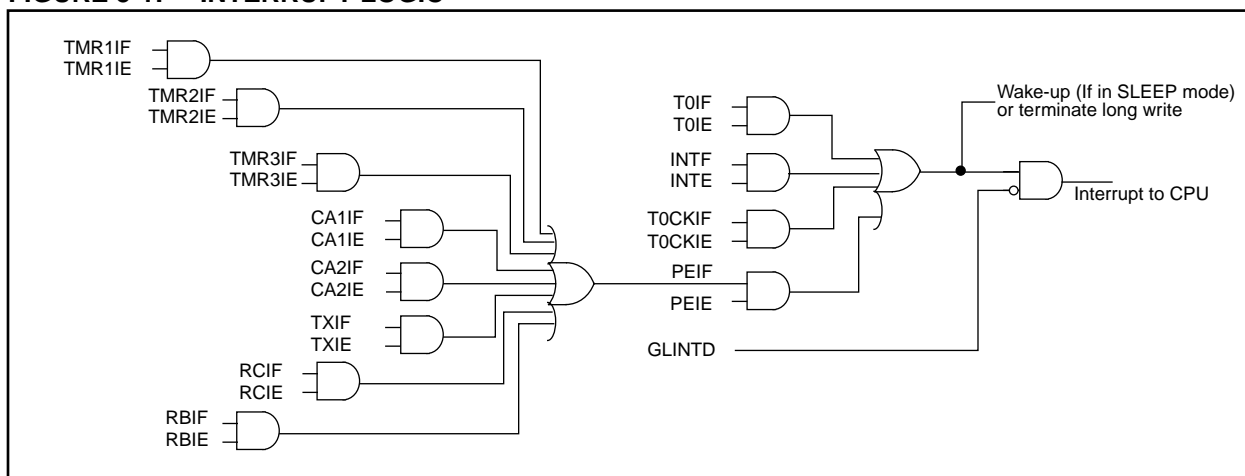 FIGURE INTERRUPT LOGIC
TMR1IF
TMR1IE
TMR2IF
TMR2IE
TMR3IF
TMR3IE
CA1IF
CA1IE
CA2IF
CA2IE
TXIF
TXIE
RCIF
RCIE
RBIF
RBIE
T0IF
T0IE
INTF
INTE
T0CKIF
T0CKIE
PEIF
PEIE
GLINTD
Wake-up (If in SLEEP mode)
or terminate long write
Interrupt to CPU